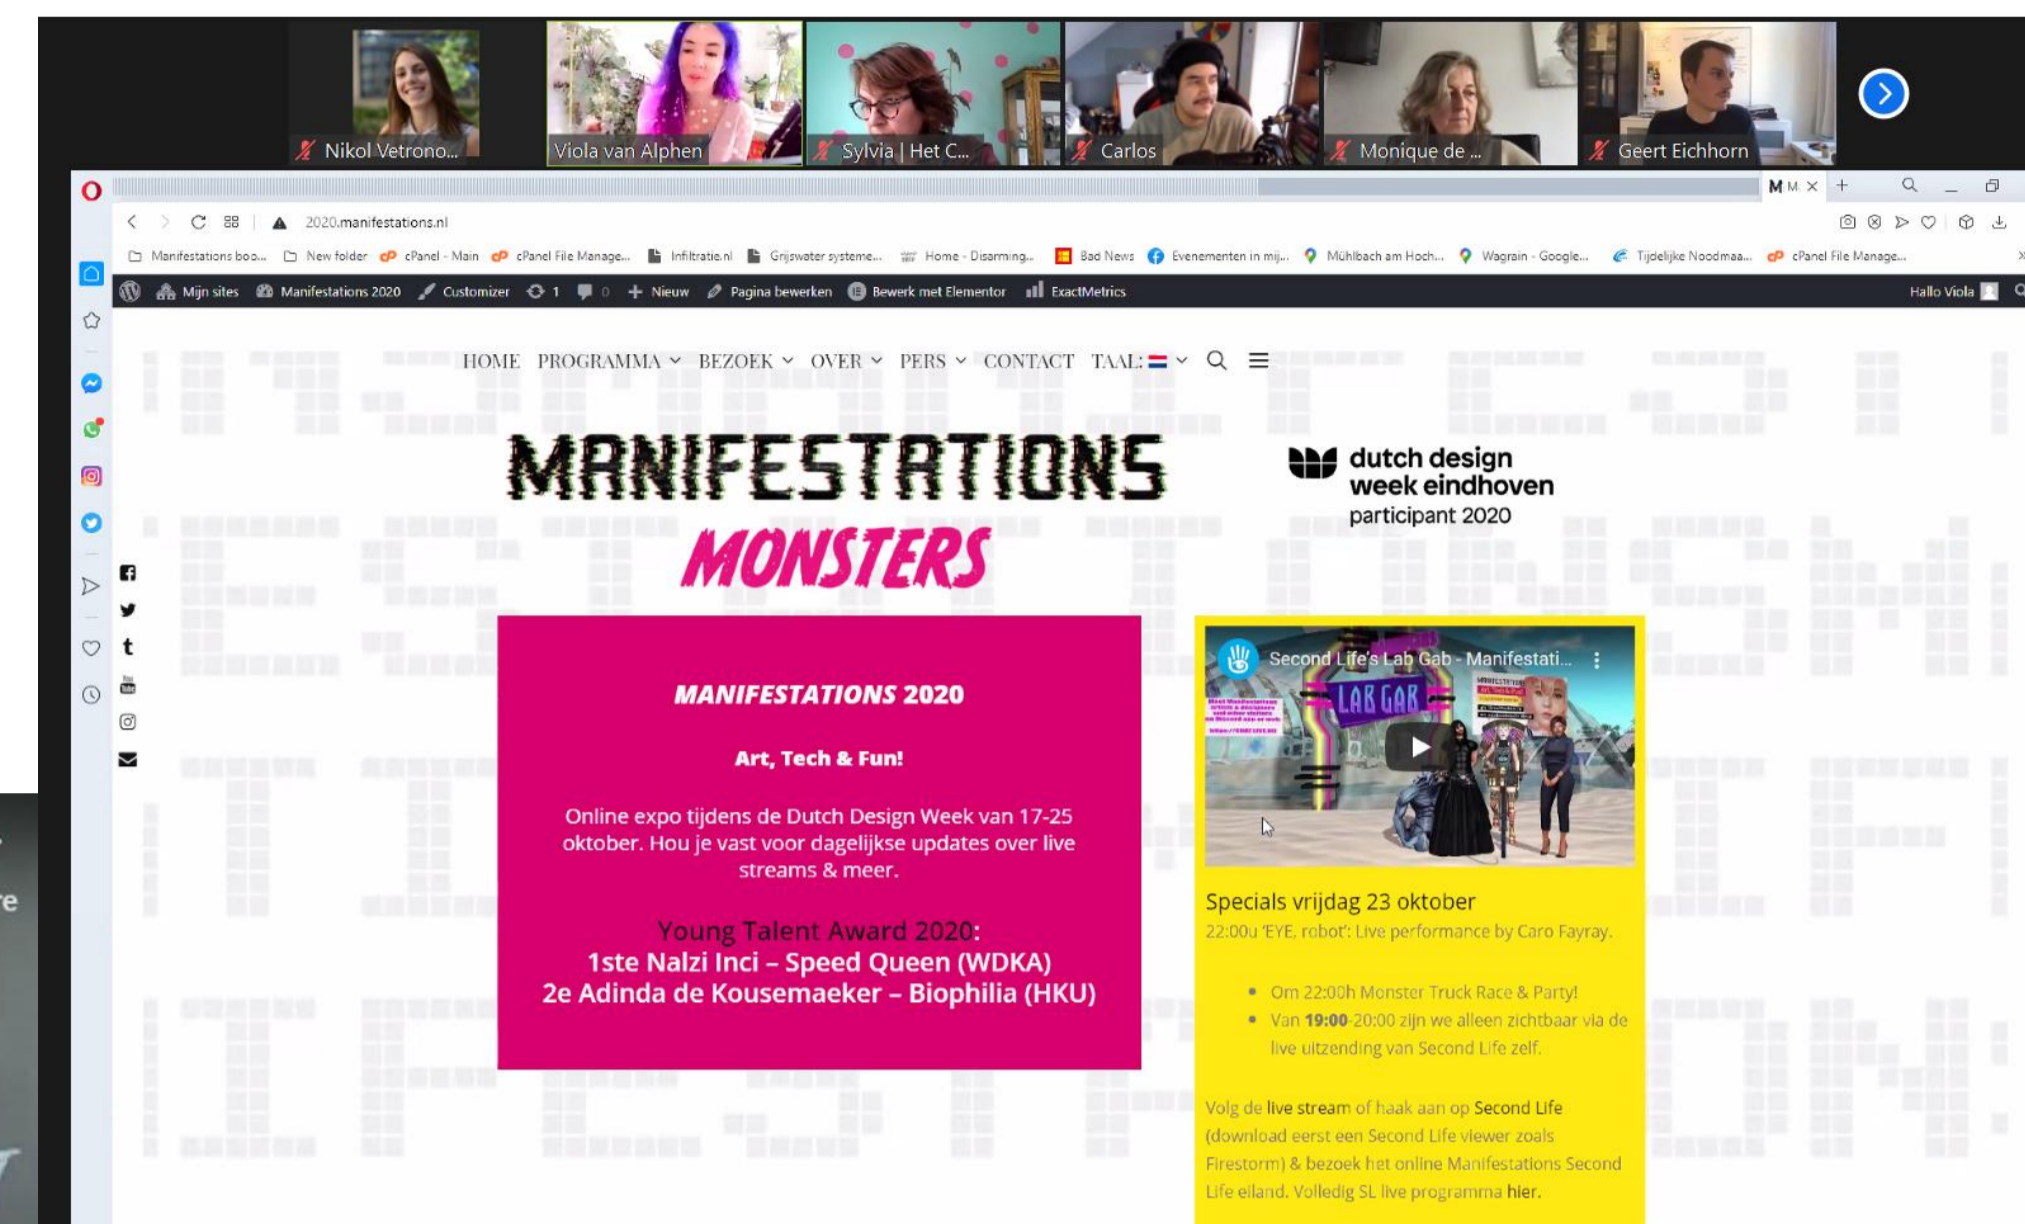 Nikol Vetrono...
Viola van Alphen
Sylvia | Het C...
Carlos
Monique de ...
Geert Eichhorn
M M
2020.manifestations.nl
Manifestations boo...
New folder
cPanel - Main
cPanel File Manage...
Infiltratie.nl
Grijswater systeme...
Home - Disarming...
Bad News
Evenementen in mij...
Mühlbach am Hoch...
Wagrain - Google...
Tijdelijke Noodmaa...
cPanel File Manage...
Mijn sites
Manifestations 2020
Customizer
1
0
Nieuw
Pagina bewerken
Bewerk met Elementor
ExactMetrics
Hallo Viola
HOME PROGRAMMA BEZOEK OVER PERS CONTACT TAAL:
MANIFESTATIONS
MONSTERS
dutch design
week eindhoven
participant 2020
MANIFESTATIONS 2020
Art, Tech & Fun!
Online expo tijdens de Dutch Design Week van 17-25
oktober. Hou je vast voor dagelijkse updates over live
streams & meer.
Young Talent Award 2020:
1ste Nalzi Inci – Speed Queen (WDKA)
2e Adinda de Kousemaeker – Biophilia (HKU)
Second Life's Lab Gab - Manifestati...
LAB GAB
Specials vrijdag 23 oktober
22:00u 'EYE, robot': Live performance by Caro Fayray.
• Om 22:00h Monster Truck Race & Party!
• Van 19:00-20:00 zijn we alleen zichtbaar via de
live uitzending van Second Life zelf.
Volg de live stream of haak aan op Second Life
(download eerst een Second Life viewer zoals
Firestorm) & bezoek het online Manifestations Second
Life eiland. Volledig SL live programma hier.